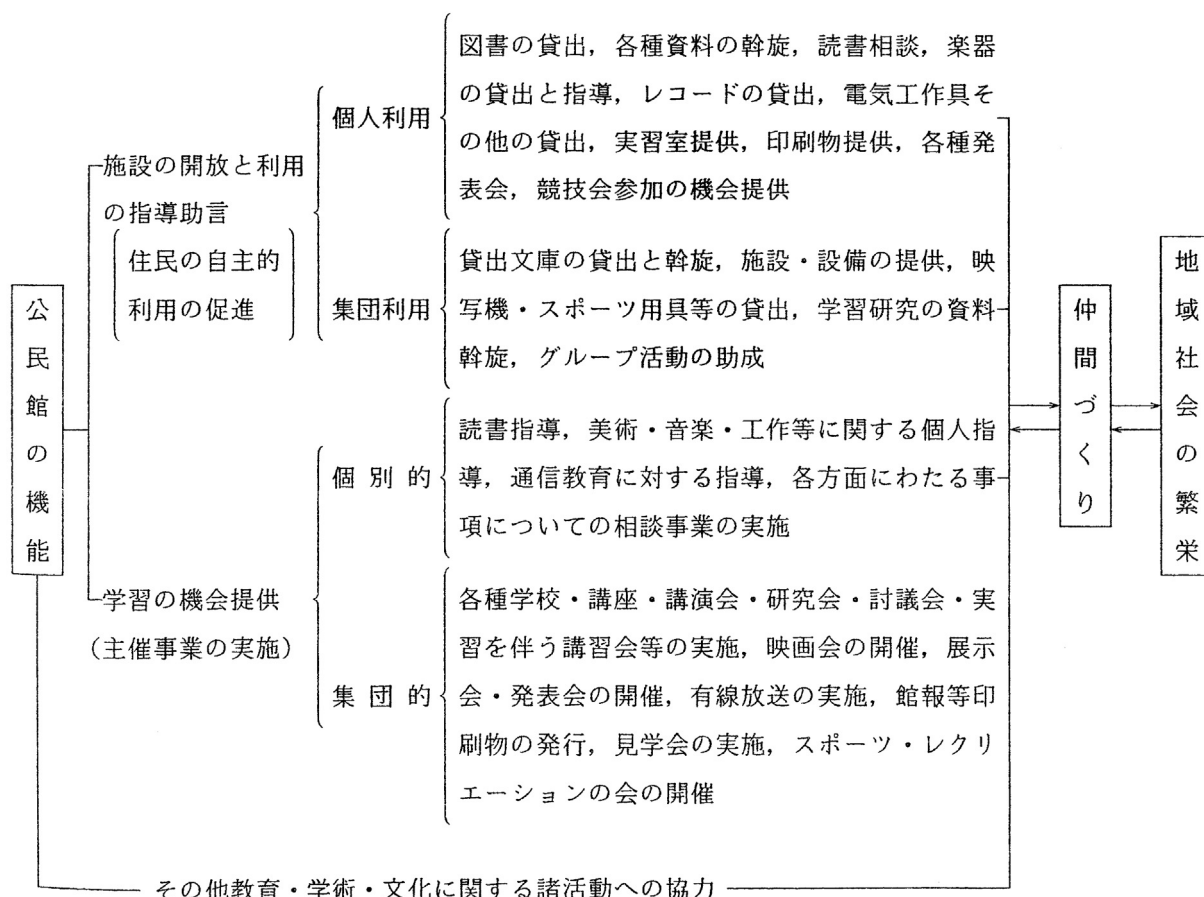 公民館の機能
施設の開放と利用
の指導助言
住民の自主的
利用の促進
個人利用
図書の貸出,各種資料の斡旋,読書相談,楽器
の貸出と指導,レコードの貸出,電気工作具そ
の他の貸出,実習室提供,印刷物提供,各種発
表会,競技会参加の機会提供
集団利用
貸出文庫の貸出と斡旋,施設・設備の提供,映
写機・スポーツ用具等の貸出,学習研究の資料
斡旋,グループ活動の助成
学習の機会提供
(主催事業の実施)
個別的
読書指導,美術・音楽・工作等に関する個人指
導,通信教育に対する指導,各方面にわたる事
項についての相談事業の実施
集団的
各種学校・講座・講演会・研究会・討議会・実
習を伴う講習会等の実施,映画会の開催,展示
会・発表会の開催,有線放送の実施,館報等印
刷物の発行,見学会の実施,スポーツ・レクリ
エーションの会の開催
その他教育・学術・文化に関する諸活動への協力
仲間づくり
地域社会の繁栄